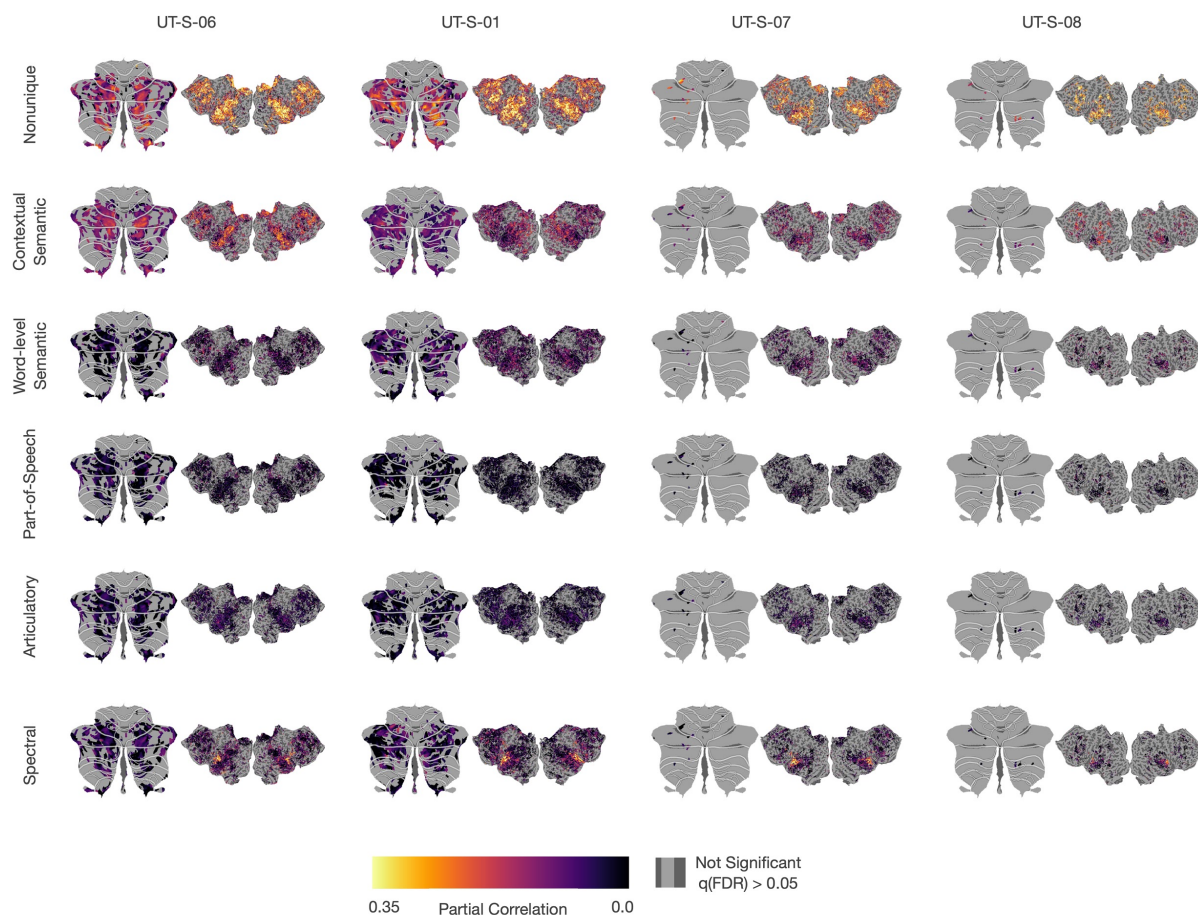 UT-S-06
UT-S-01
UT-S-07
UT-S-08
Nonunique
Contextual
Semantic
Word-level
Semantic
Part-of-Speech
Articulatory
Spectral
0.35
Partial Correlation
0.0
Not Significant
q(FDR) > 0.05